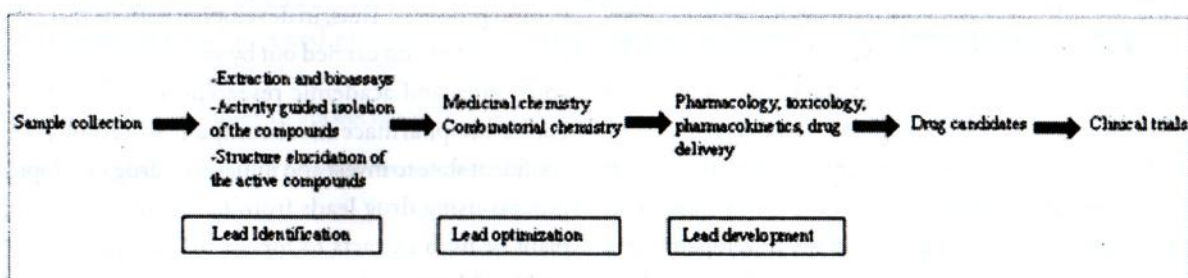 Sample collection
-Extraction and bioassays
-Activity guided isolation
of the compounds
-Structure elucidation of
the active compounds
Medicinal chemistry
Combinatorial chemistry
Pharmacology, toxicology,
pharmacokinetics, drug
delivery
Drug candidates
Clinical trials
Lead Identification
Lead optimization
Lead development